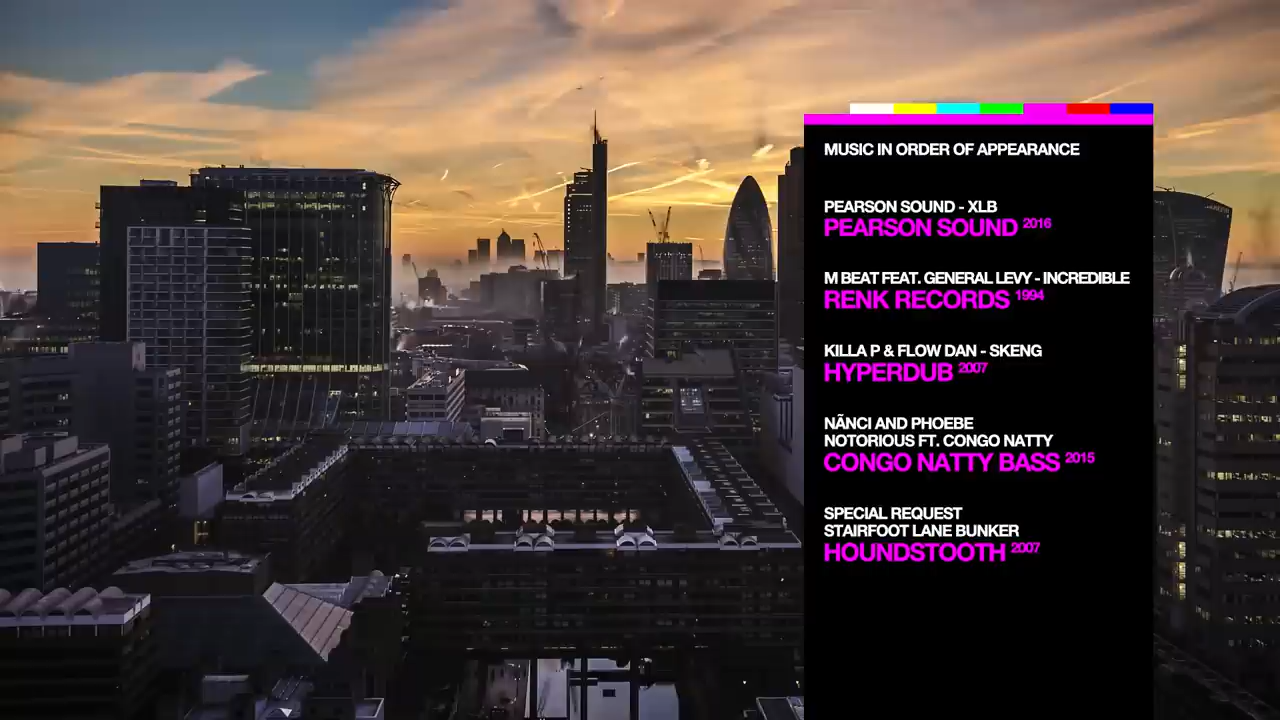 MUSIC IN ORDER OF APPEARANCE
PEARSON SOUND - XLB
PEARSON SOUND 2016
M BEAT FEAT. GENERAL LEVY - INCREDIBLE
RENK RECORDS 1994
KILLA P & FLOW DAN - SKENG
HYPERDUB 2007
NÃNCI AND PHOEBE
NOTORIOUS FT. CONGO NATTY
CONGO NATTY BASS 2015
SPECIAL REQUEST
STAIRFOOT LANE BUNKER
HOUNDSTOOTH 2007